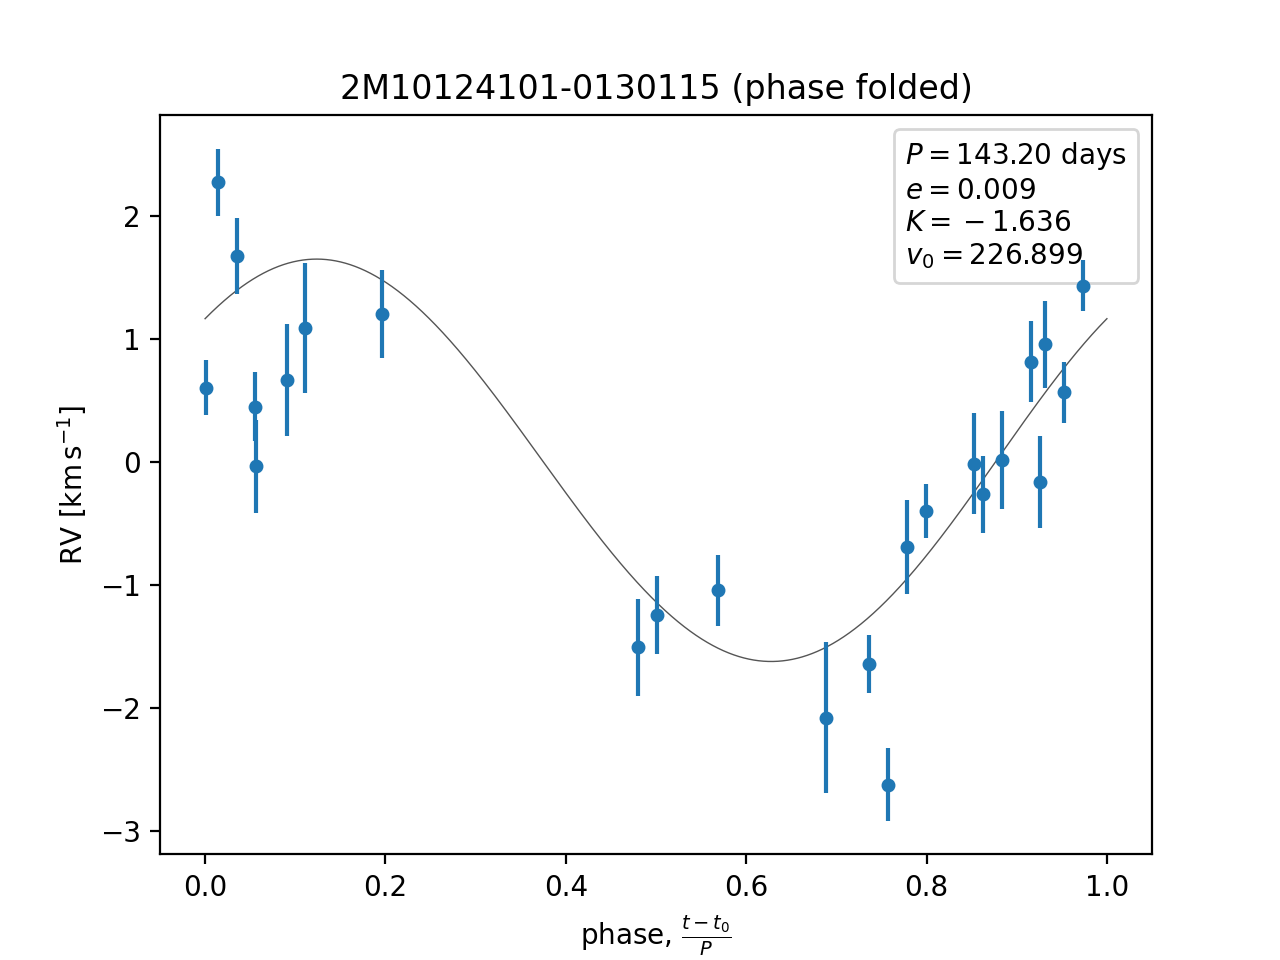 2M10124101-0130115 (phase folded)
P = 143.20 days
e = 0.009
K = −1.636
v₀ = 226.899
RV [km s⁻¹]
2
1
0
−1
−2
−3
0.0 0.2 0.4 0.6 0.8 1.0
phase, (t − t₀)/P